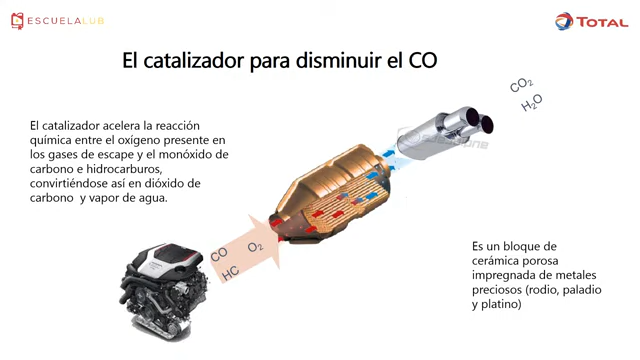 ESCUELALUB
TOTAL
El catalizador para disminuir el CO
CO2
H2O
El catalizador acelera la reacción
química entre el oxígeno presente en
los gases de escape y el monóxido de
carbono e hidrocarburos,
convirtiéndose así en dióxido de
carbono y vapor de agua.
CO
O2
HC
Es un bloque de
cerámica porosa
impregnada de metales
preciosos (rodio, paladio
y platino)